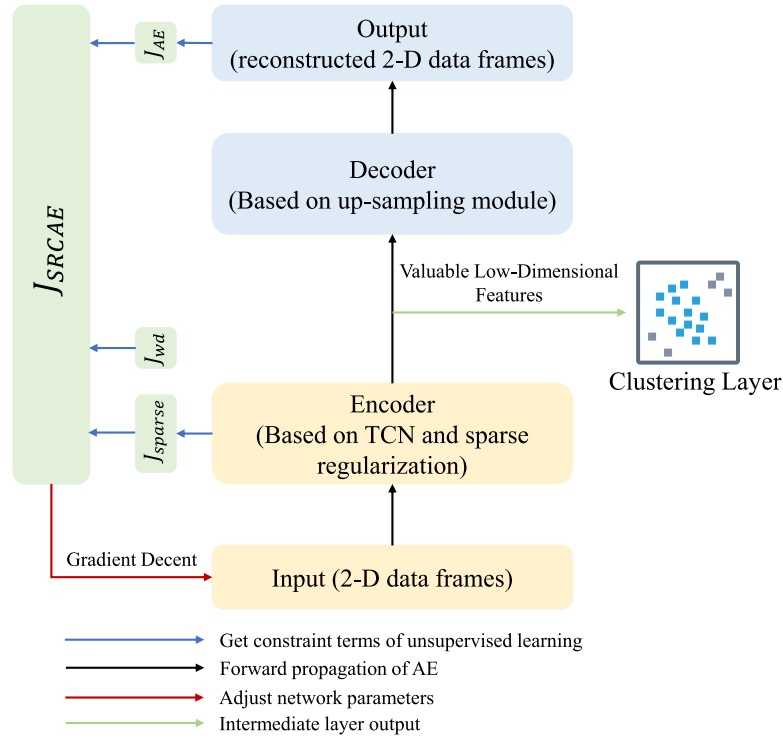 Output
(reconstructed 2-D data frames)
J_AE
Decoder
(Based on up-sampling module)
J_SRCAE
Valuable Low-Dimensional
Features
Clustering Layer
J_wd
Encoder
(Based on TCN and sparse
regularization)
J_sparse
Gradient Decent
Input (2-D data frames)
Get constraint terms of unsupervised learning
Forward propagation of AE
Adjust network parameters
Intermediate layer output